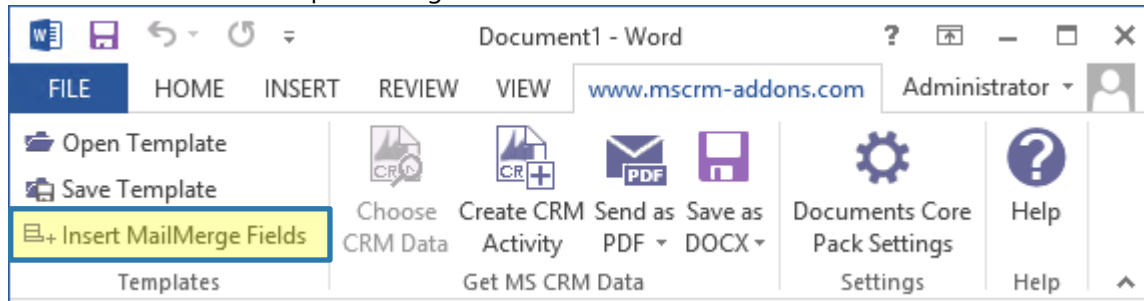 Document1 - Word
FILE HOME INSERT REVIEW VIEW www.mscrm-addons.com Administrator
Open Template
Save Template
Insert MailMerge Fields
Templates
Choose
CRM Data
Create CRM
Activity
Send as
PDF
Save as
DOCX
Get MS CRM Data
Documents Core
Pack Settings
Settings
Help
Help